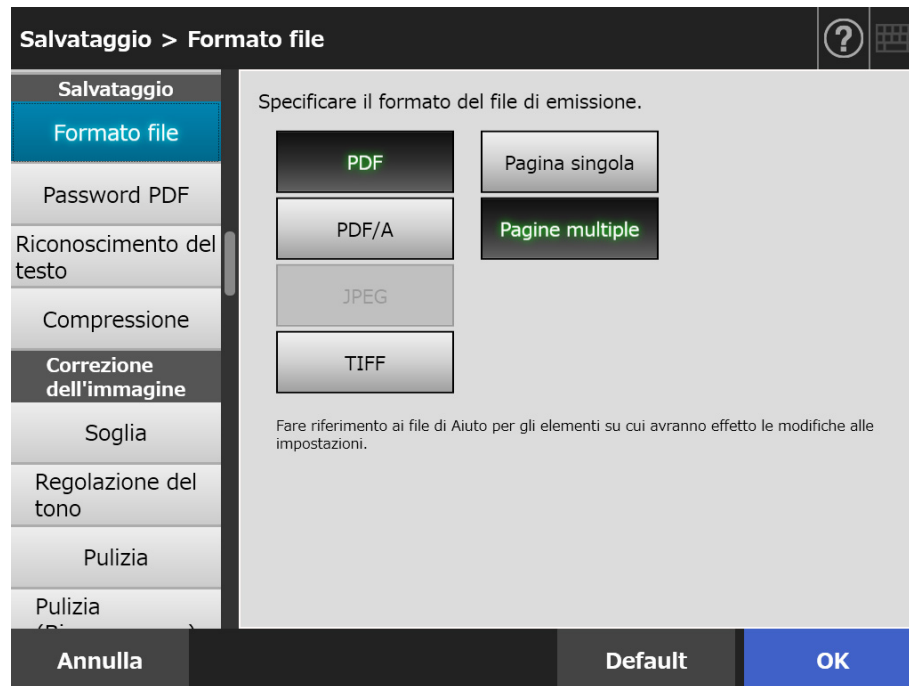 Salvataggio > Formato file
?
Salvataggio
Formato file
Password PDF
Riconoscimento del
testo
Compressione
Correzione
dell'immagine
Soglia
Regolazione del
tono
Pulizia
Pulizia
Specificare il formato del file di emissione.
PDF
Pagina singola
PDF/A
Pagine multiple
JPEG
TIFF
Fare riferimento ai file di Aiuto per gli elementi su cui avranno effetto le modifiche alle
impostazioni.
Annulla
Default
OK